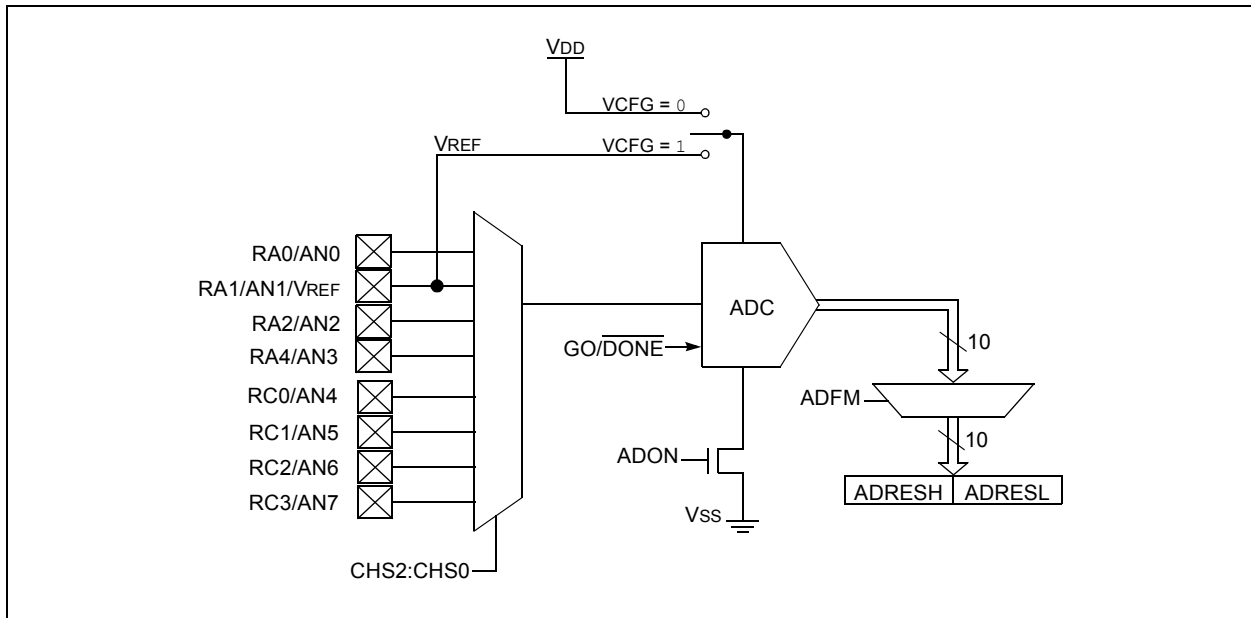 VDD
VCFG = 0
VREF
VCFG = 1
RA0/AN0
RA1/AN1/VREF
RA2/AN2
ADC
RA4/AN3
GO/DONE
10
RC0/AN4
ADFM
RC1/AN5
10
RC2/AN6
ADON
RC3/AN7
ADRESH ADRESL
VSS
CHS2:CHS0